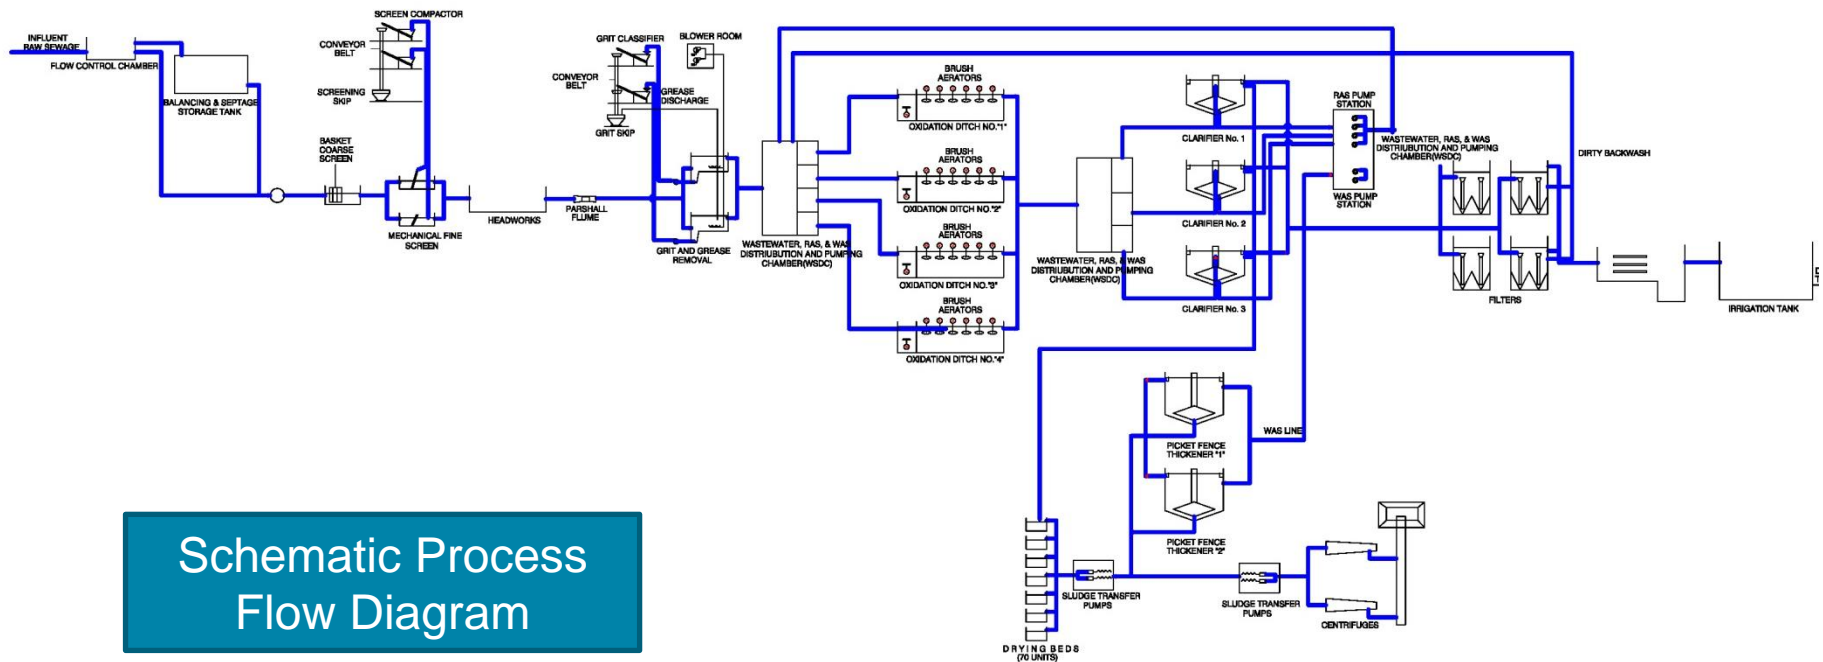 INFLUENT
RAW SEWAGE
FLOW CONTROL CHAMBER
BALANCING & SEPTAGE
STORAGE TANK
SCREEN COMPACTOR
CONVEYOR
BELT
SCREENING
SKIP
BASKET
COARSE
SCREEN
MECHANICAL FINE
SCREEN
HEADWORKS
PARSHALL
FLUME
GRIT CLASSIFIER
BLOWER ROOM
CONVEYOR
BELT
GREASE
DISCHARGE
GRIT SKIP
GRIT AND GREASE
REMOVAL
WASTEWATER, RAS, & WAS
DISTRIUBUTION AND PUMPING
CHAMBER(WSDC)
BRUSH
AERATORS
OXIDATION DITCH NO."1"
BRUSH
AERATORS
OXIDATION DITCH NO."2"
BRUSH
AERATORS
OXIDATION DITCH NO."3"
BRUSH
AERATORS
OXIDATION DITCH NO."4"
WASTEWATER, RAS, & WAS
DISTRIUBUTION AND PUMPING
CHAMBER(WSDC)
CLARIFIER No. 1
CLARIFIER No. 2
CLARIFIER No. 3
RAS PUMP
STATION
WASTEWATER, RAS, & WAS
DISTRIUBUTION AND PUMPING
CHAMBER(WSDC)
WAS PUMP
STATION
DIRTY BACKWASH
FILTERS
IRRIGATION TANK
WAS LINE
PICKET FENCE
THICKENER "1"
PICKET FENCE
THICKENER "2"
SLUDGE TRANSFER
PUMPS
SLUDGE TRANSFER
PUMPS
CENTRIFUGES
DRYING BEDS
(70 UNITS)
Schematic Process
Flow Diagram